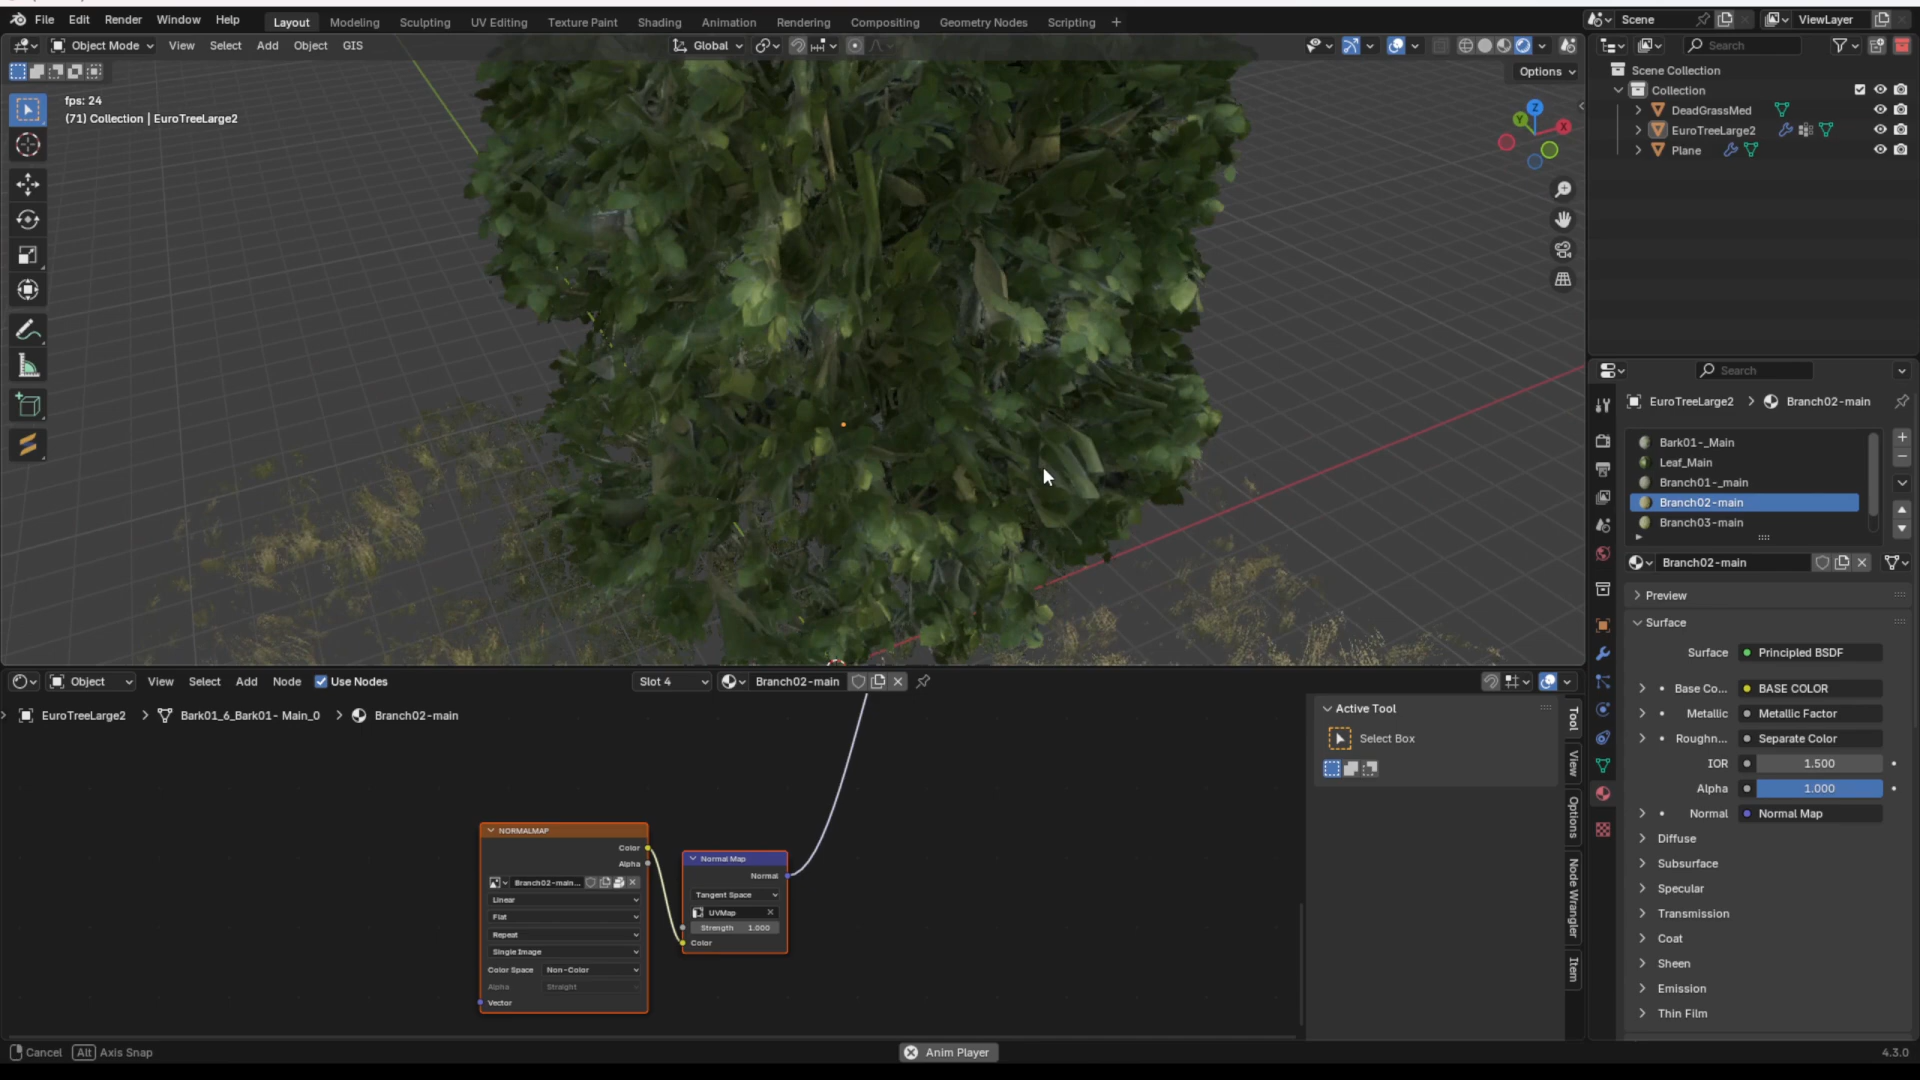 File Edit Render Window Help Layout Modeling Sculpting UV Editing Texture Paint Shading Animation Rendering Compositing Geometry Nodes Scripting + Scene ViewLayer
Object Mode View Select Add Object GIS Global Search
Options
fps: 24
(71) Collection | EuroTreeLarge2
Z
Y
X
Scene Collection
Collection
DeadGrassMed
EuroTreeLarge2
Plane
Search
EuroTreeLarge2 > Branch02-main
Bark01-_Main
Leaf_Main
Branch01-_main
Branch02-main
Branch03-main
Branch02-main
Preview
Surface
Surface Principled BSDF
Base Co... BASE COLOR
Metallic Metallic Factor
Roughn... Separate Color
IOR 1.500
Alpha 1.000
Normal Normal Map
Diffuse
Subsurface
Specular
Transmission
Coat
Sheen
Emission
Thin Film
Object View Select Add Node Use Nodes Slot 4 Branch02-main
EuroTreeLarge2 > Bark01_6_Bark01- Main_0 > Branch02-main
NORMALMAP
Color
Alpha
Branch02-main...
Linear
Flat
Repeat
Single Image
Color Space Non-Color
Alpha Straight
Vector
Normal Map
Normal
Tangent Space
UVMap
Strength 1.000
Color
Active Tool
Select Box
Tool
View
Options
Node Wrangler
Item
Cancel Alt Axis Snap Anim Player 4.3.0